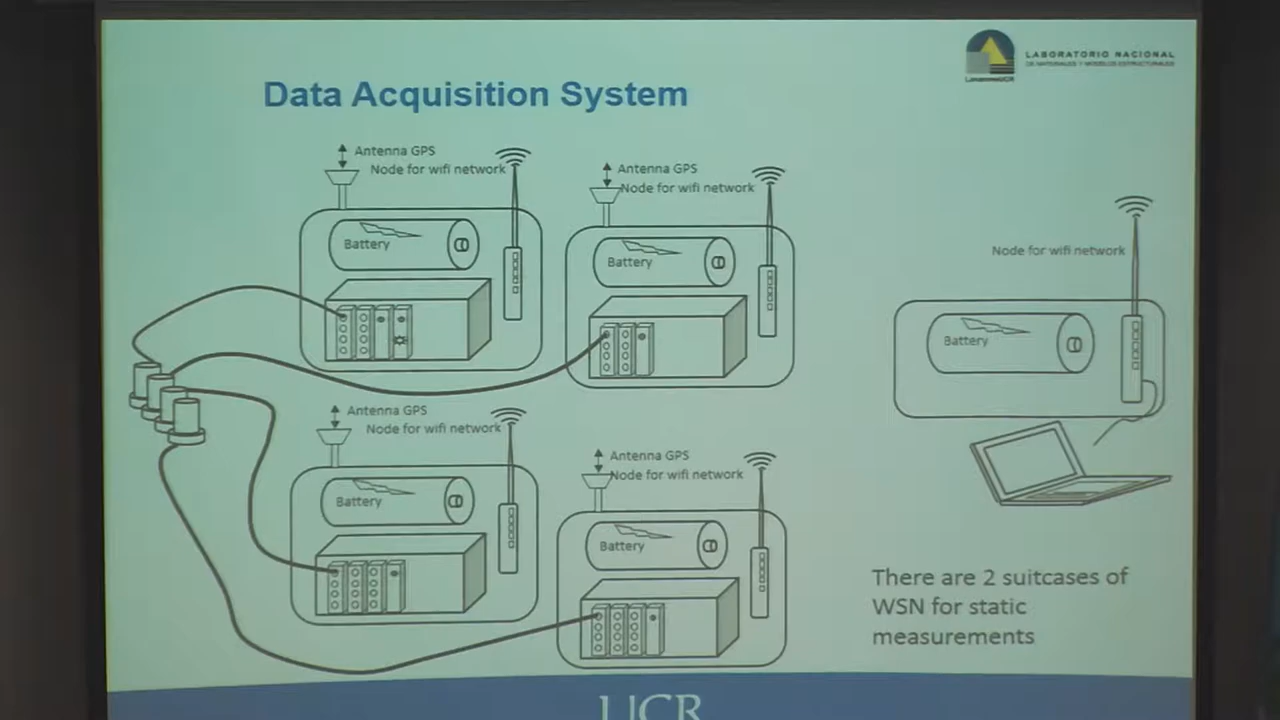 LABORATORIO NACIONAL
DE MATERIALES Y MODELOS ESTRUCTURALES
LanammeUCR
Data Acquisition System
Antenna GPS
Node for wifi network
Battery
Antenna GPS
Node for wifi network
Battery
Node for wifi network
Battery
Antenna GPS
Node for wifi network
Battery
Antenna GPS
Node for wifi network
Battery
There are 2 suitcases of
WSN for static
measurements
UCR